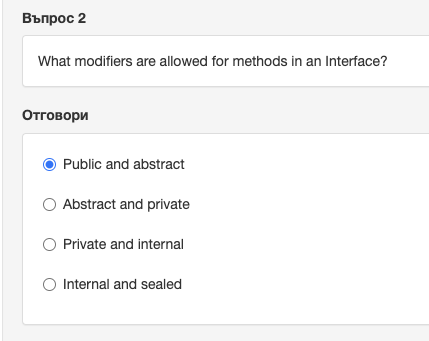 Въпрос 2
What modifiers are allowed for methods in an Interface?
Отговори
Public and abstract
Abstract and private
Private and internal
Internal and sealed